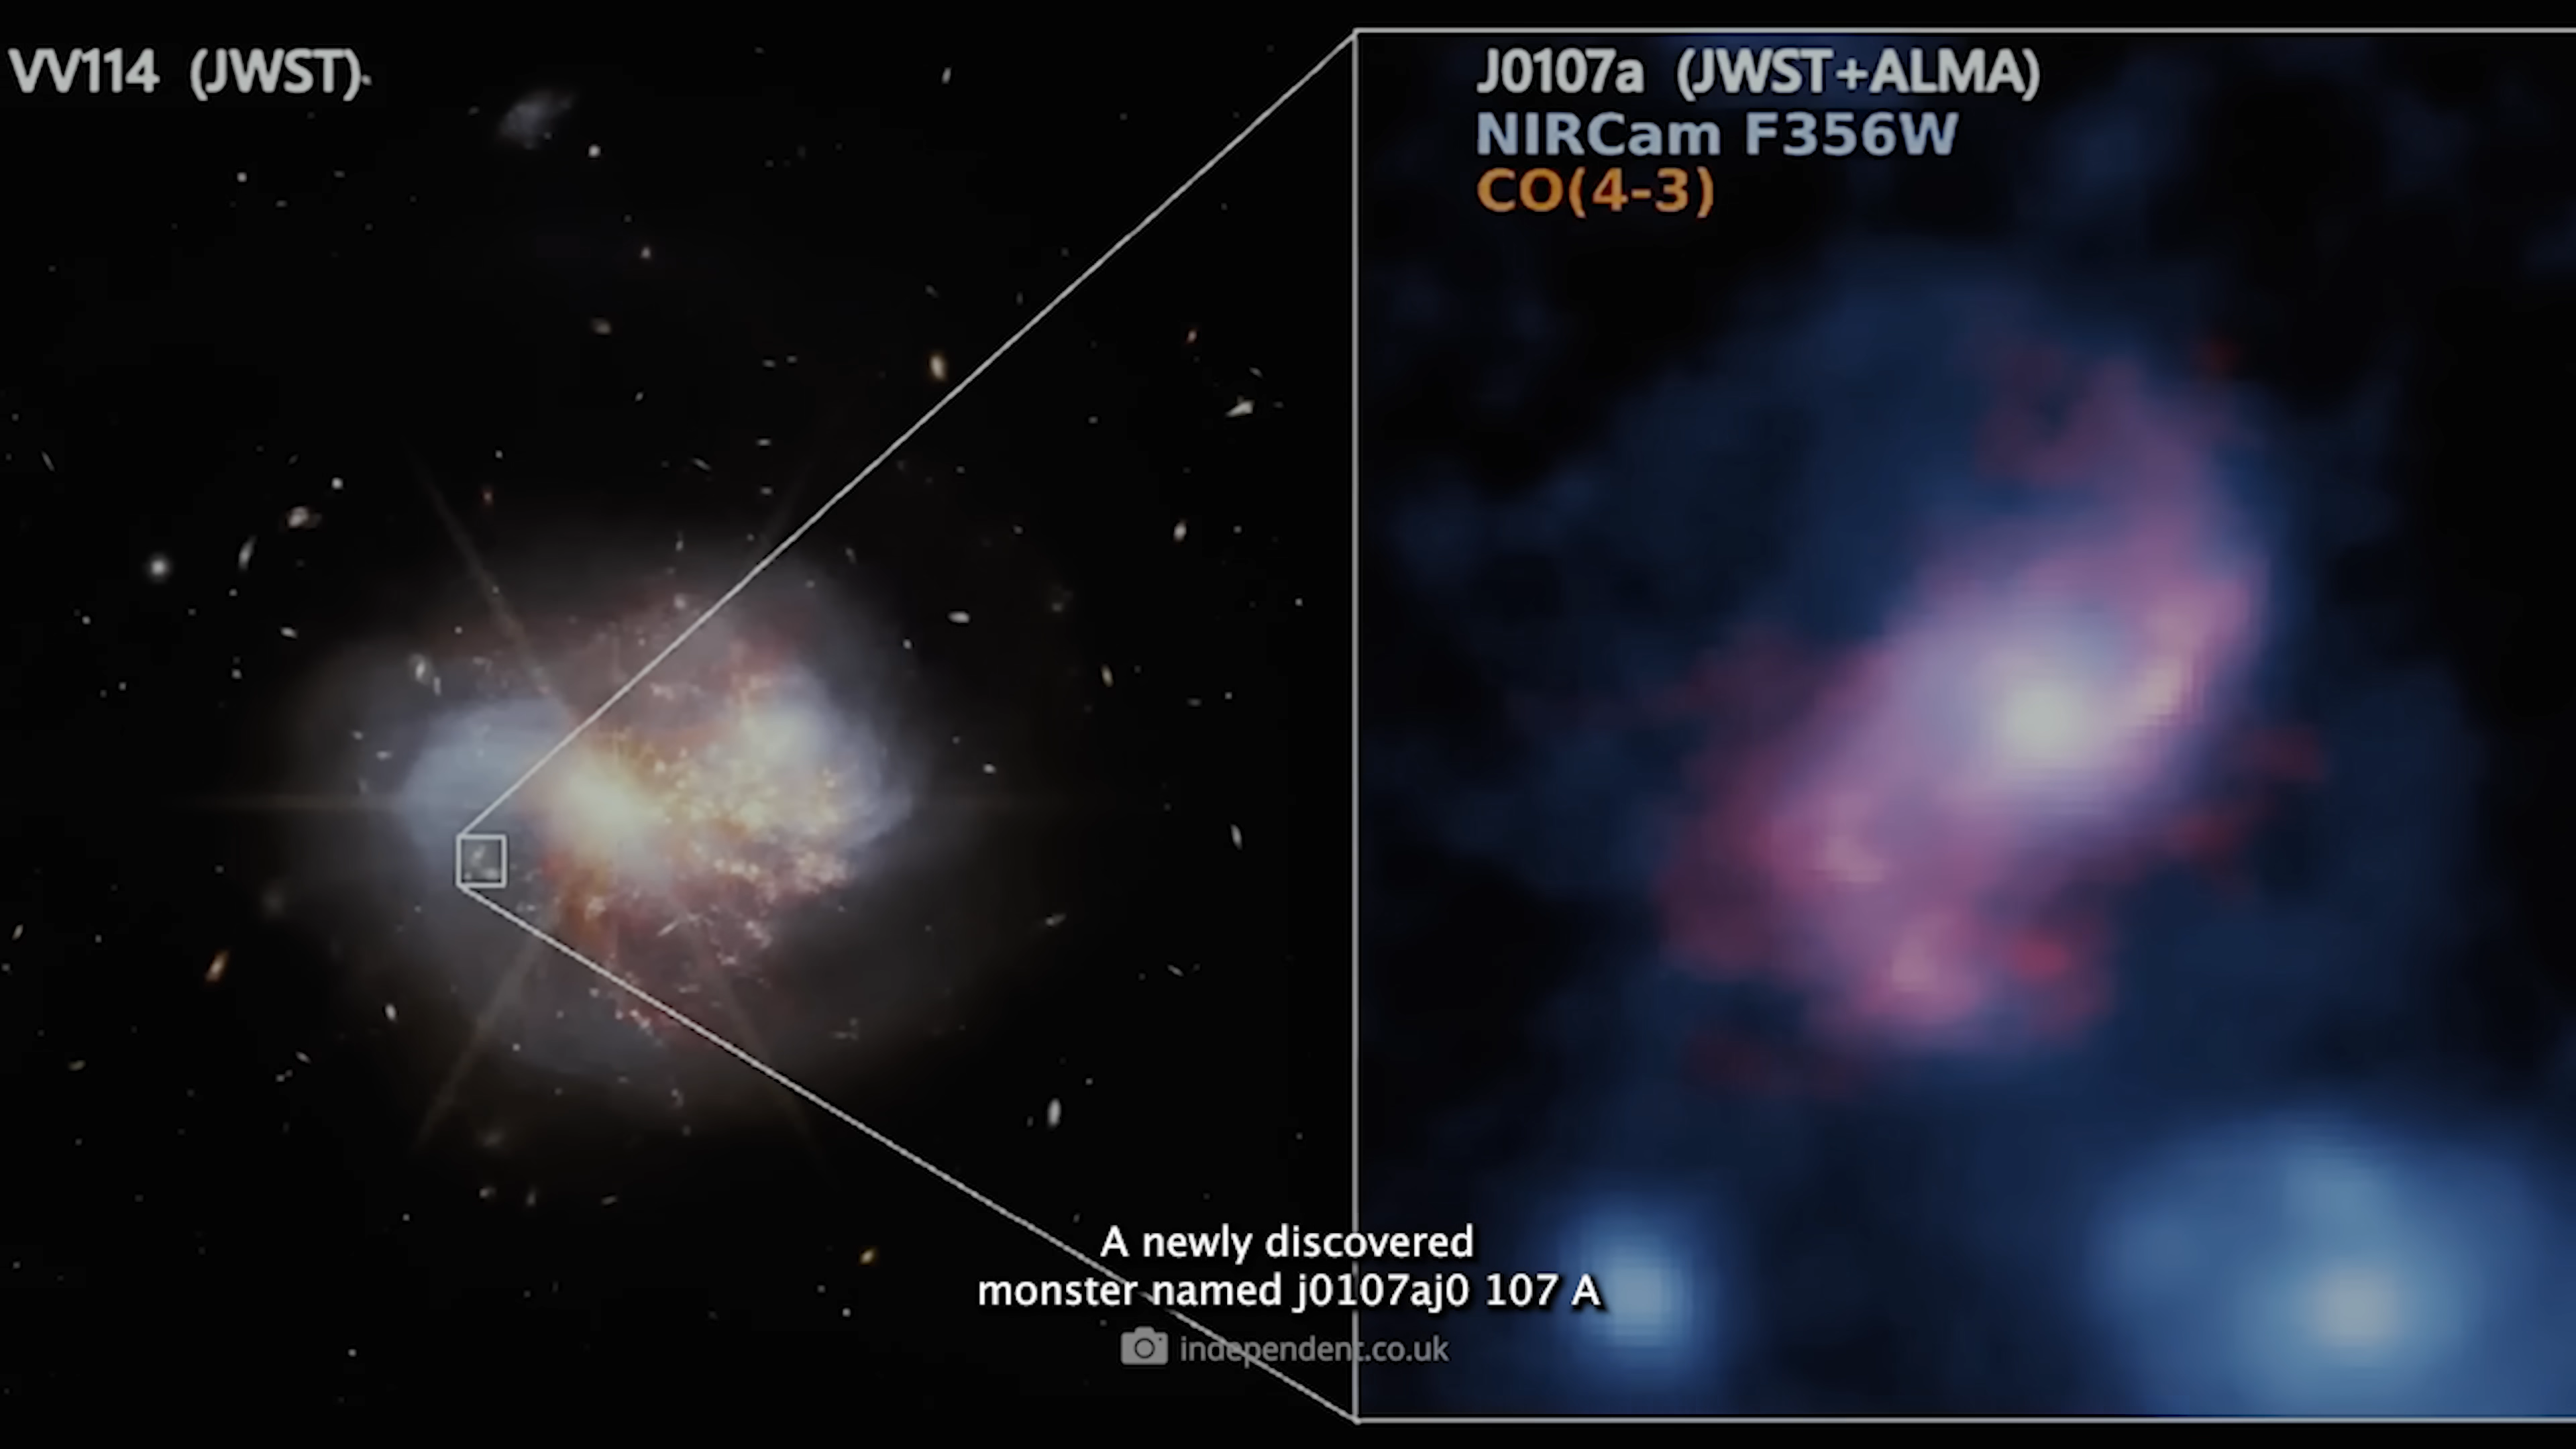 VV114 (JWST)
J0107a (JWST+ALMA)
NIRCam F356W
CO(4-3)
A newly discovered
monster named j0107aj0 107 A
independent.co.uk